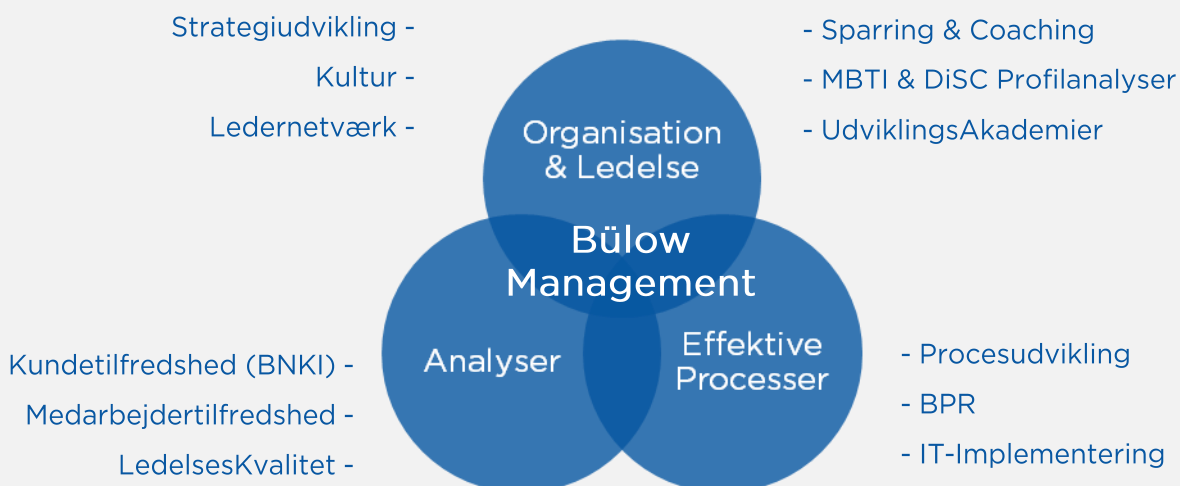 Strategiudvikling -
Kultur -
Ledernetværk -
- Sparring & Coaching
- MBTI & DiSC Profilanalyser
- UdviklingsAkademier
Organisation
& Ledelse
Bülow
Management
Analyser
Effektive
Processer
Kundetilfredshed (BNKI) -
Medarbejdertilfredshed -
LedelsesKvalitet -
- Procesudvikling
- BPR
- IT-Implementering